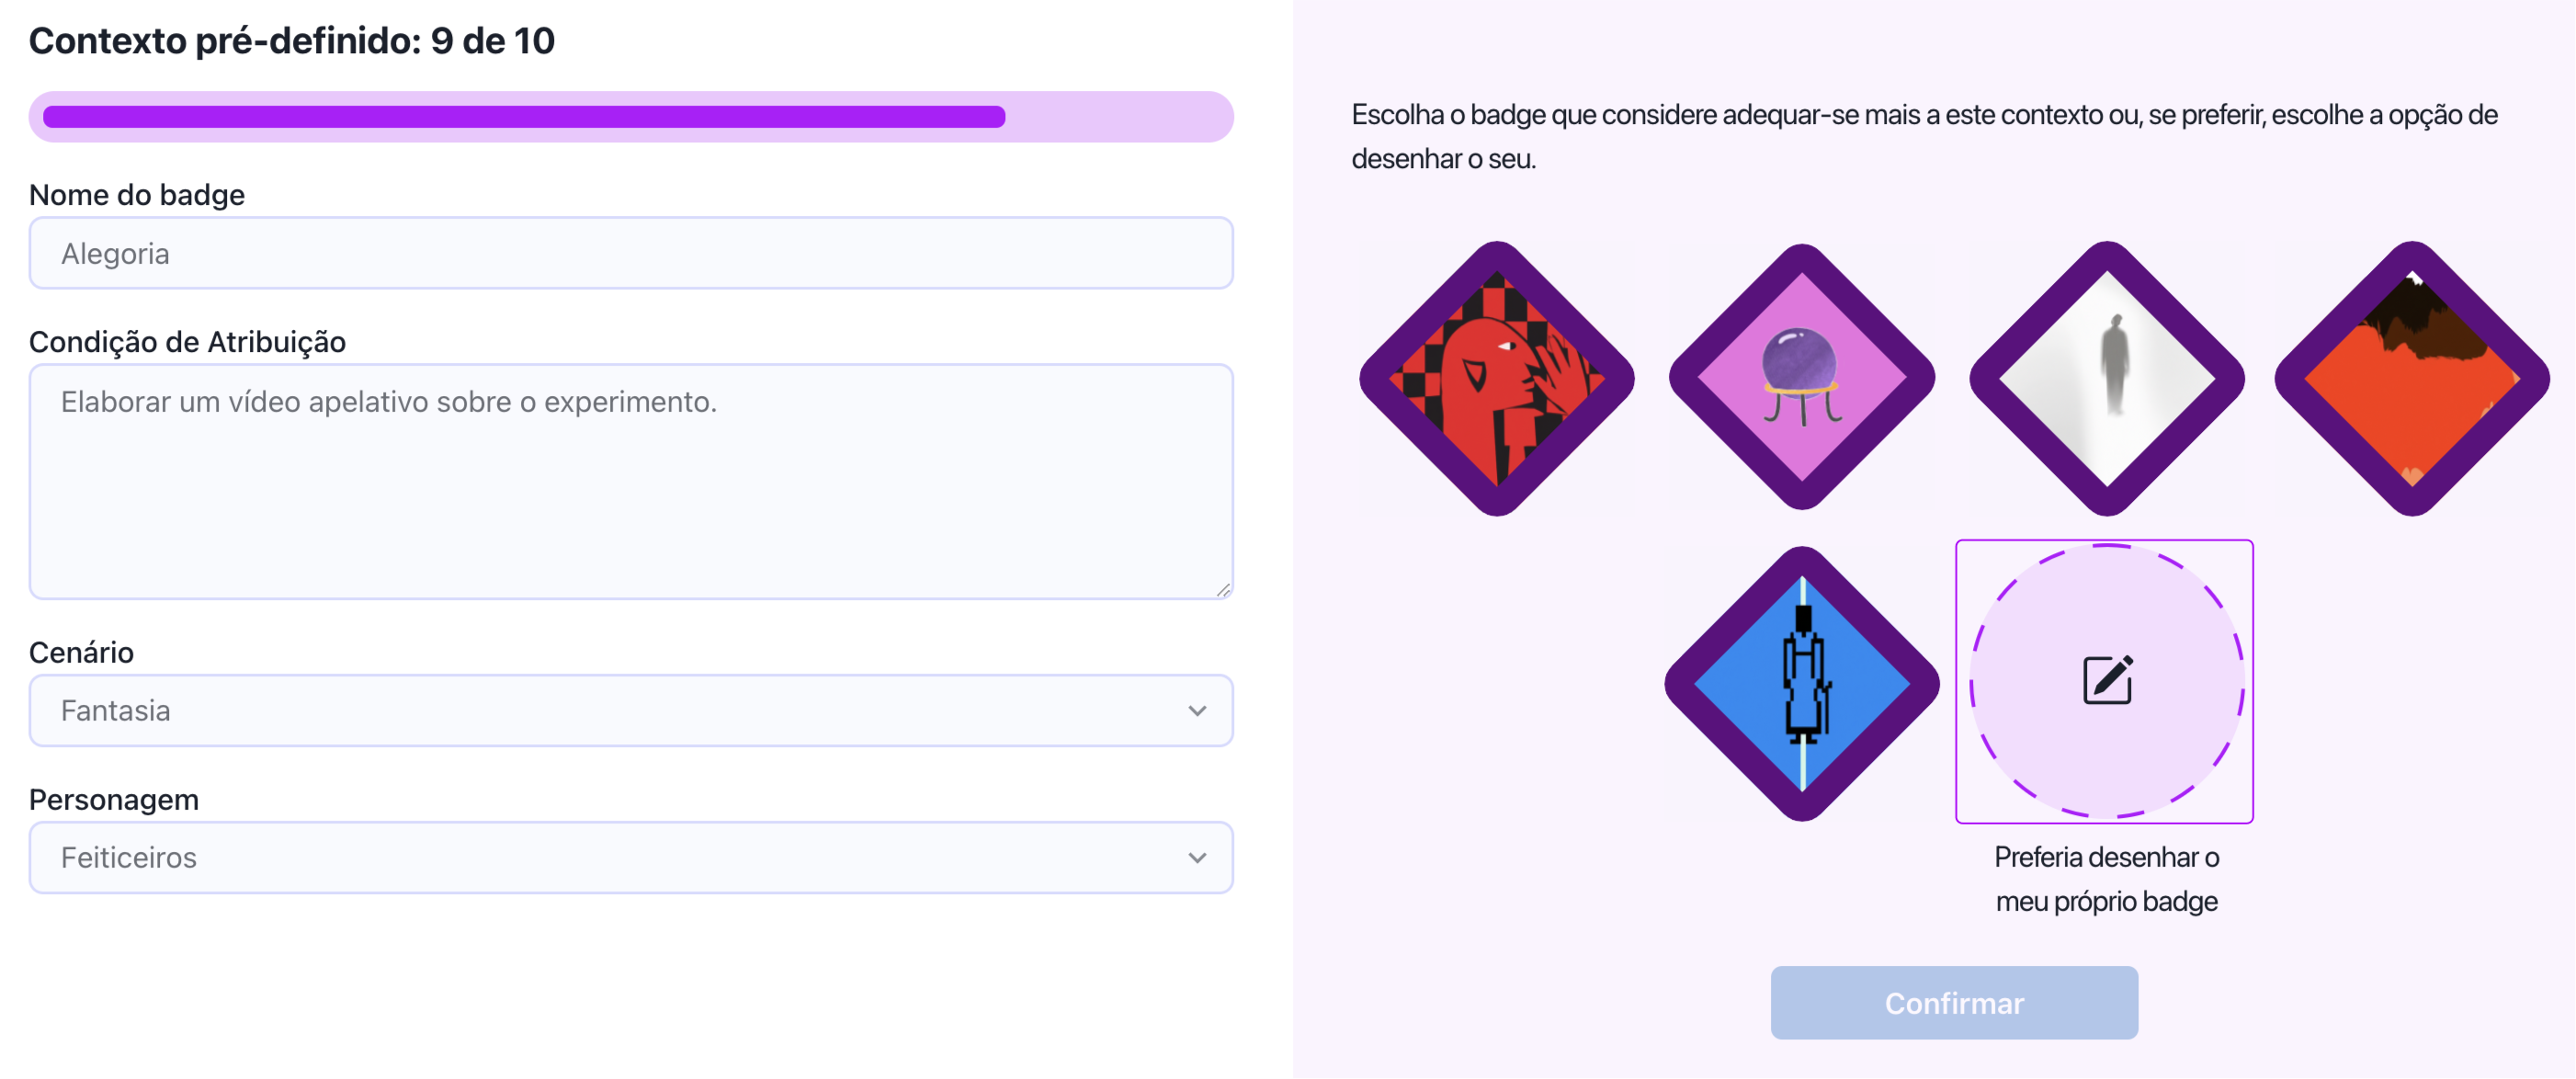 Contexto pré-definido: 9 de 10
Nome do badge
Alegoria
Condição de Atribuição
Elaborar um vídeo apelativo sobre o experimento.
Cenário
Fantasia
Personagem
Feiticeiros
Escolha o badge que considere adequar-se mais a este contexto ou, se preferir, escolhe a opção de
desenhar o seu.
Preferia desenhar o
meu próprio badge
Confirmar